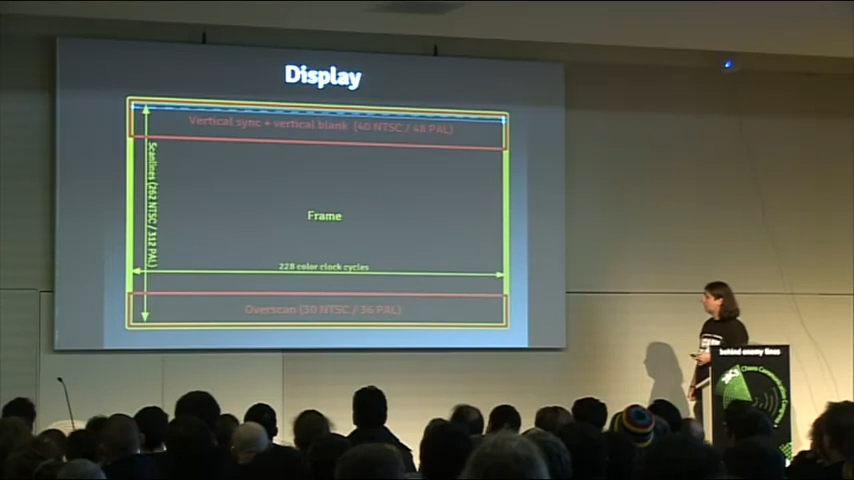 Display
Vertical sync + vertical blank (40 NTSC / 48 PAL)
Scanlines (262 NTSC / 312 PAL)
Frame
228 color clock cycles
Overscan (30 NTSC / 36 PAL)
behind enemy lines